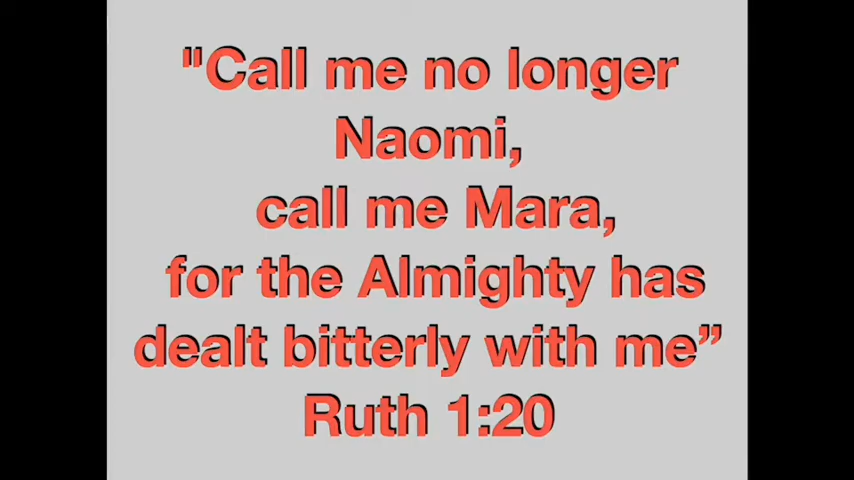 "Call me no longer
Naomi,
call me Mara,
for the Almighty has
dealt bitterly with me”
Ruth 1:20